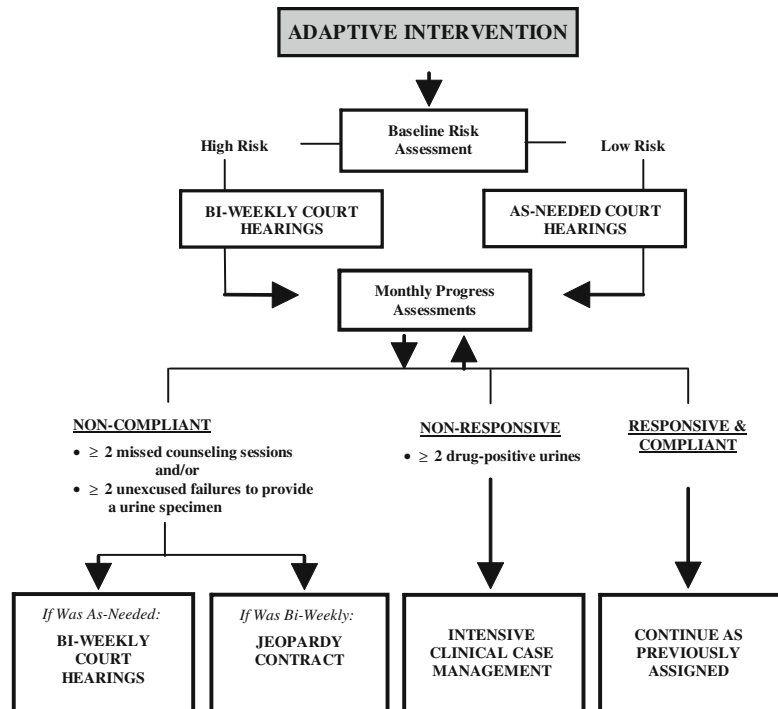 ADAPTIVE INTERVENTION
Baseline Risk
Assessment
High Risk
Low Risk
BI-WEEKLY COURT
HEARINGS
AS-NEEDED COURT
HEARINGS
Monthly Progress
Assessments
NON-COMPLIANT
• ≥ 2 missed counseling sessions
and/or
• ≥ 2 unexcused failures to provide
a urine specimen
NON-RESPONSIVE
• ≥ 2 drug-positive urines
RESPONSIVE &
COMPLIANT
If Was As-Needed:
BI-WEEKLY
COURT
HEARINGS
If Was Bi-Weekly:
JEOPARDY
CONTRACT
INTENSIVE
CLINICAL CASE
MANAGEMENT
CONTINUE AS
PREVIOUSLY
ASSIGNED